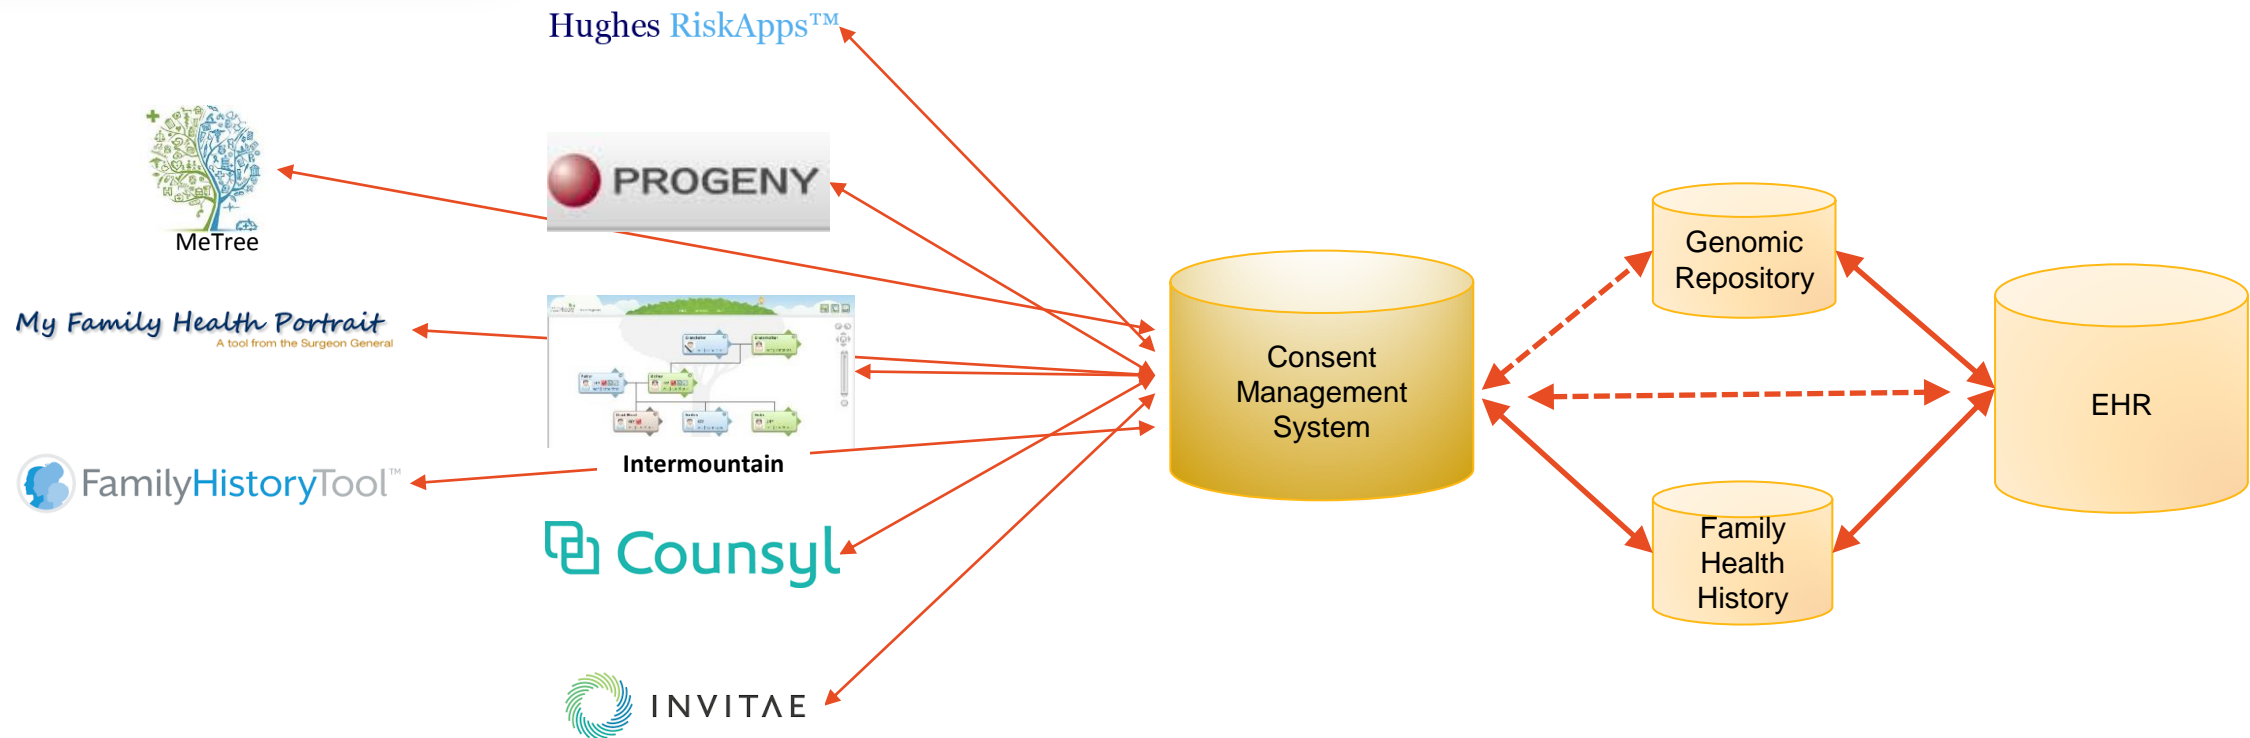 Hughes RiskApps™
MeTree
PROGENY
My Family Health Portrait
A tool from the Surgeon General
Intermountain
FamilyHistoryTool™
Counsyl
INVITAE
Consent
Management
System
Genomic
Repository
Family
Health
History
EHR